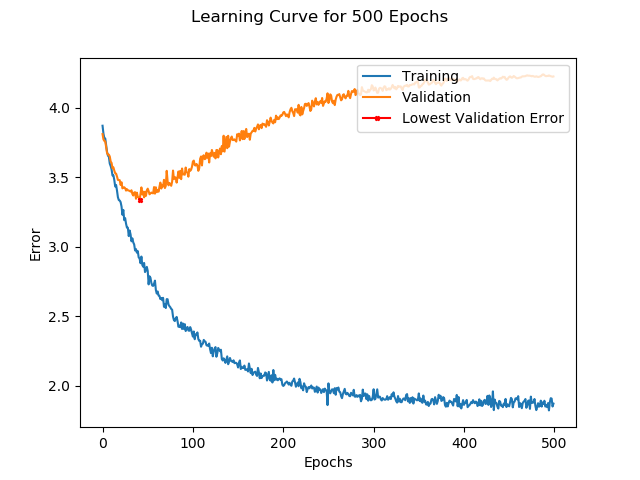 Learning Curve for 500 Epochs
Training
Validation
Lowest Validation Error
Error
4.0
3.5
3.0
2.5
2.0
0 100 200 300 400 500
Epochs